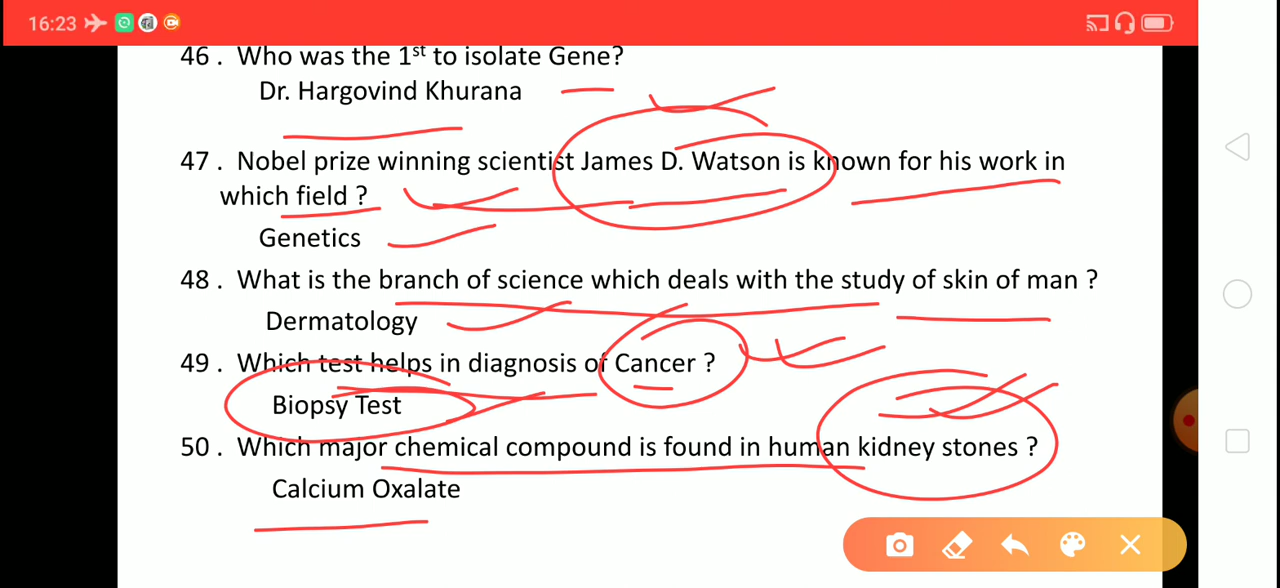 16:23
46 . Who was the 1st to isolate Gene?
Dr. Hargovind Khurana
47 . Nobel prize winning scientist James D. Watson is known for his work in
which field ?
Genetics
48 . What is the branch of science which deals with the study of skin of man ?
Dermatology
49 . Which test helps in diagnosis of Cancer ?
Biopsy Test
50 . Which major chemical compound is found in human kidney stones ?
Calcium Oxalate